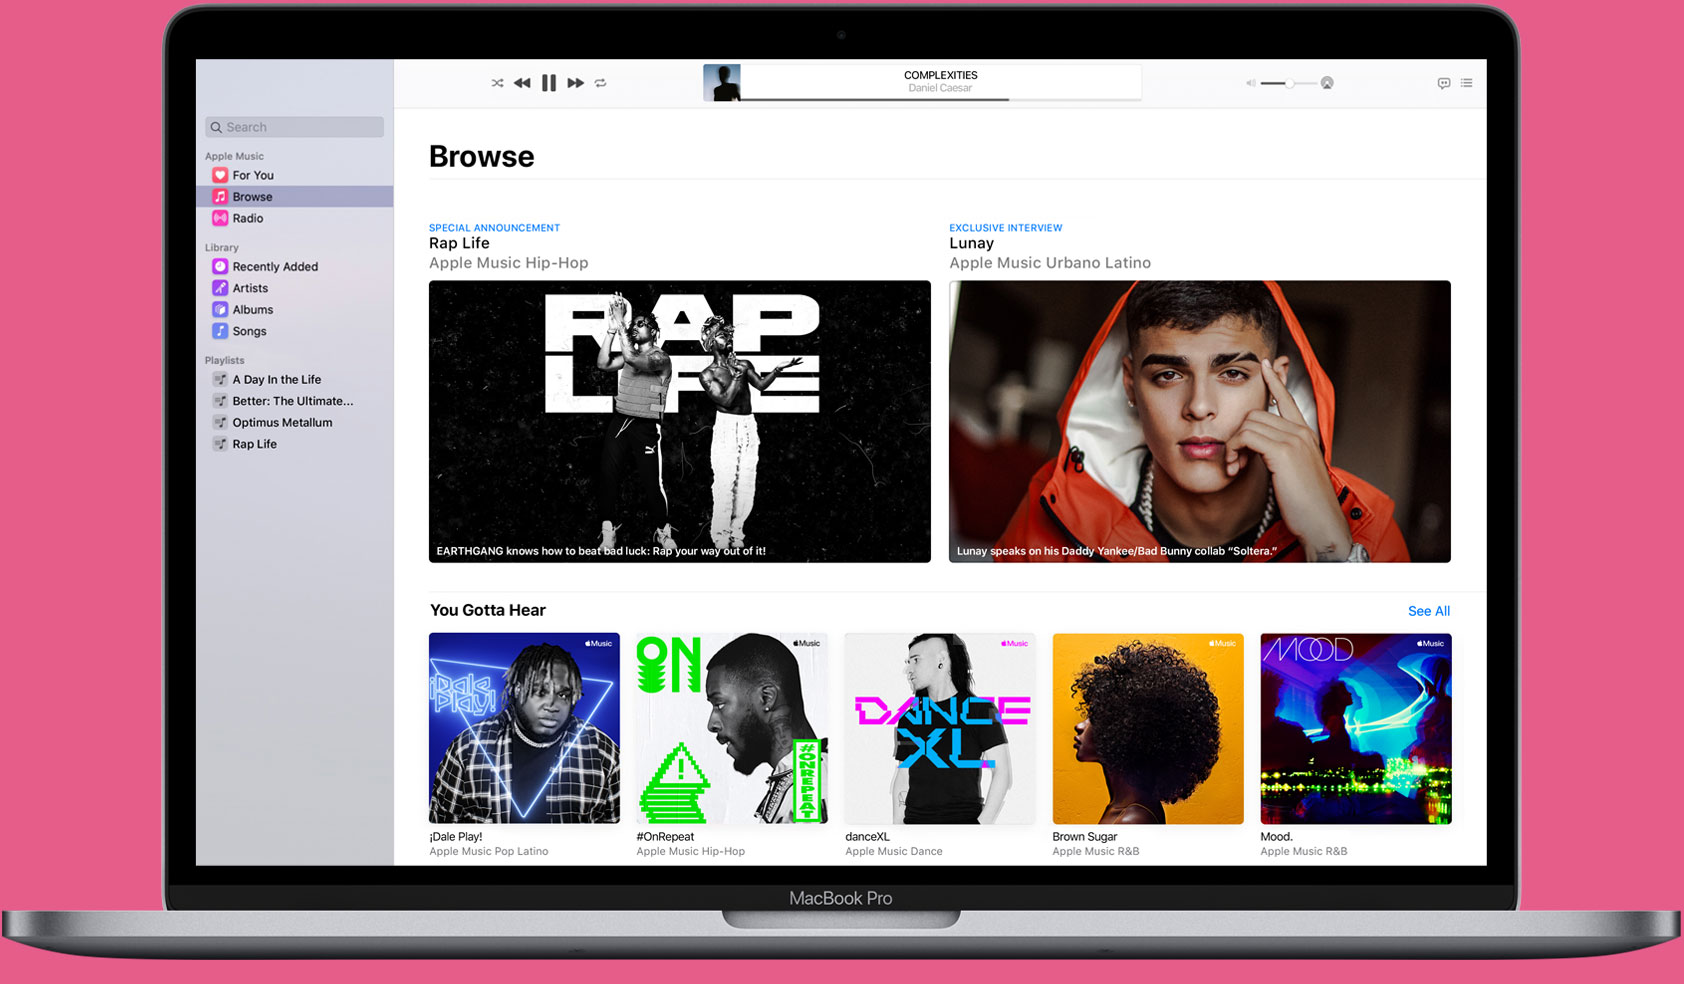 COMPLEXITIES
Daniel Caesar
Search
Apple Music
For You
Browse
Radio
Library
Recently Added
Artists
Albums
Songs
Playlists
A Day In the Life
Better: The Ultimate...
Optimus Metallum
Rap Life
Browse
SPECIAL ANNOUNCEMENT
Rap Life
Apple Music Hip-Hop
RAP
LIFE
EARTHGANG knows how to beat bad luck: Rap your way out of it!
EXCLUSIVE INTERVIEW
Lunay
Apple Music Urbano Latino
Lunay speaks on his Daddy Yankee/Bad Bunny collab “Soltera.”
You Gotta Hear
See All
Music
¡Dale
Play!
¡Dale Play!
Apple Music Pop Latino
ON
Music
#ONREPEAT
#OnRepeat
Apple Music Hip-Hop
Music
DANCE
XL
danceXL
Apple Music Dance
Music
Brown Sugar
Apple Music R&B
MOOD
Music
Mood.
Apple Music R&B
MacBook Pro